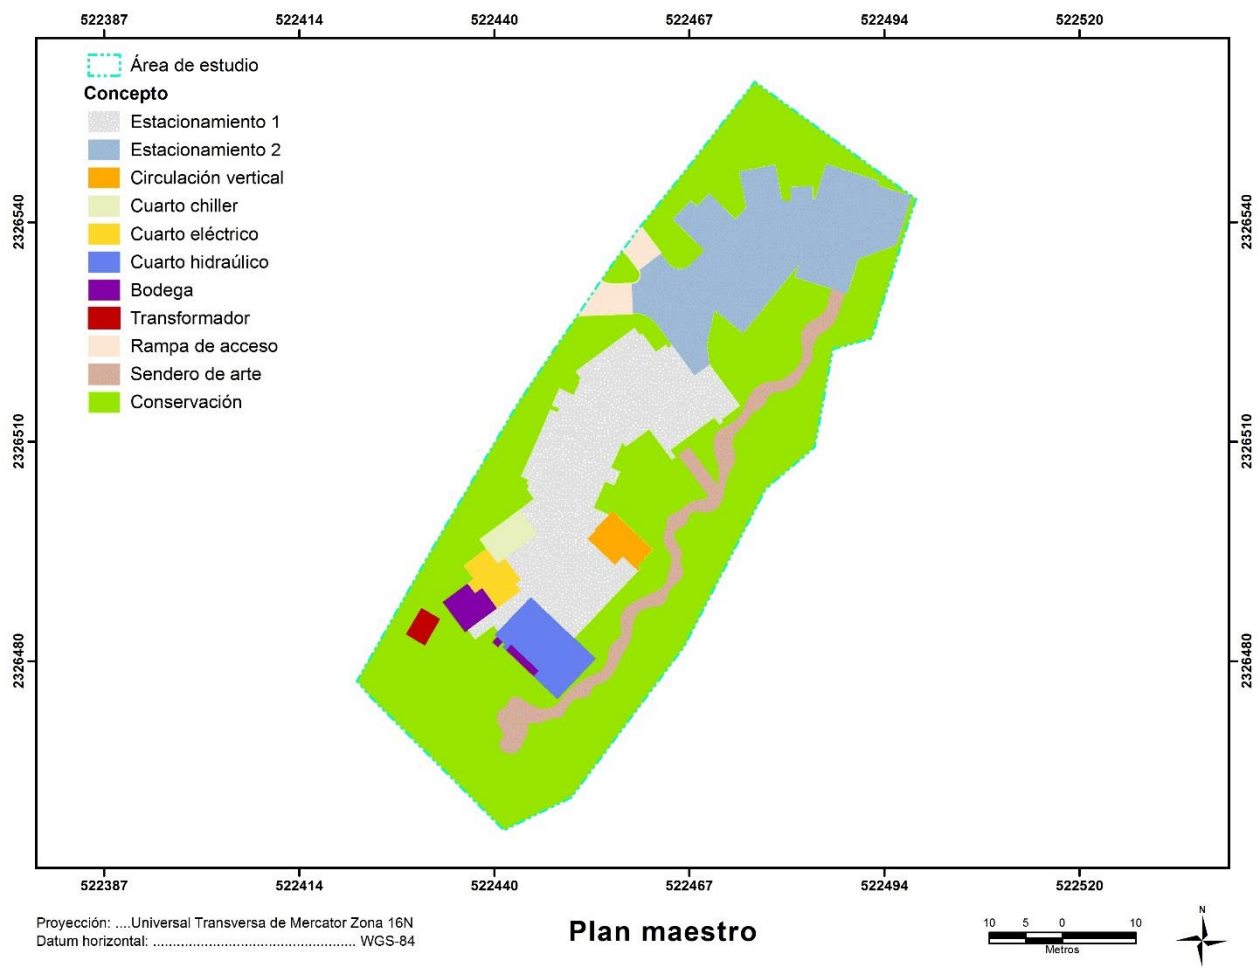 522387 522414 522440 522467 522494 522520
Área de estudio
Concepto
Estacionamiento 1
Estacionamiento 2
Circulación vertical
Cuarto chiller
Cuarto eléctrico
Cuarto hidraúlico
Bodega
Transformador
Rampa de acceso
Sendero de arte
Conservación
2326540
2326510
2326480
2326540
2326510
2326480
522387 522414 522440 522467 522494 522520
Proyección: ....Universal Transversa de Mercator Zona 16N
Datum horizontal: ................................................. WGS-84
Plan maestro
10 5 0 10
Metros
N